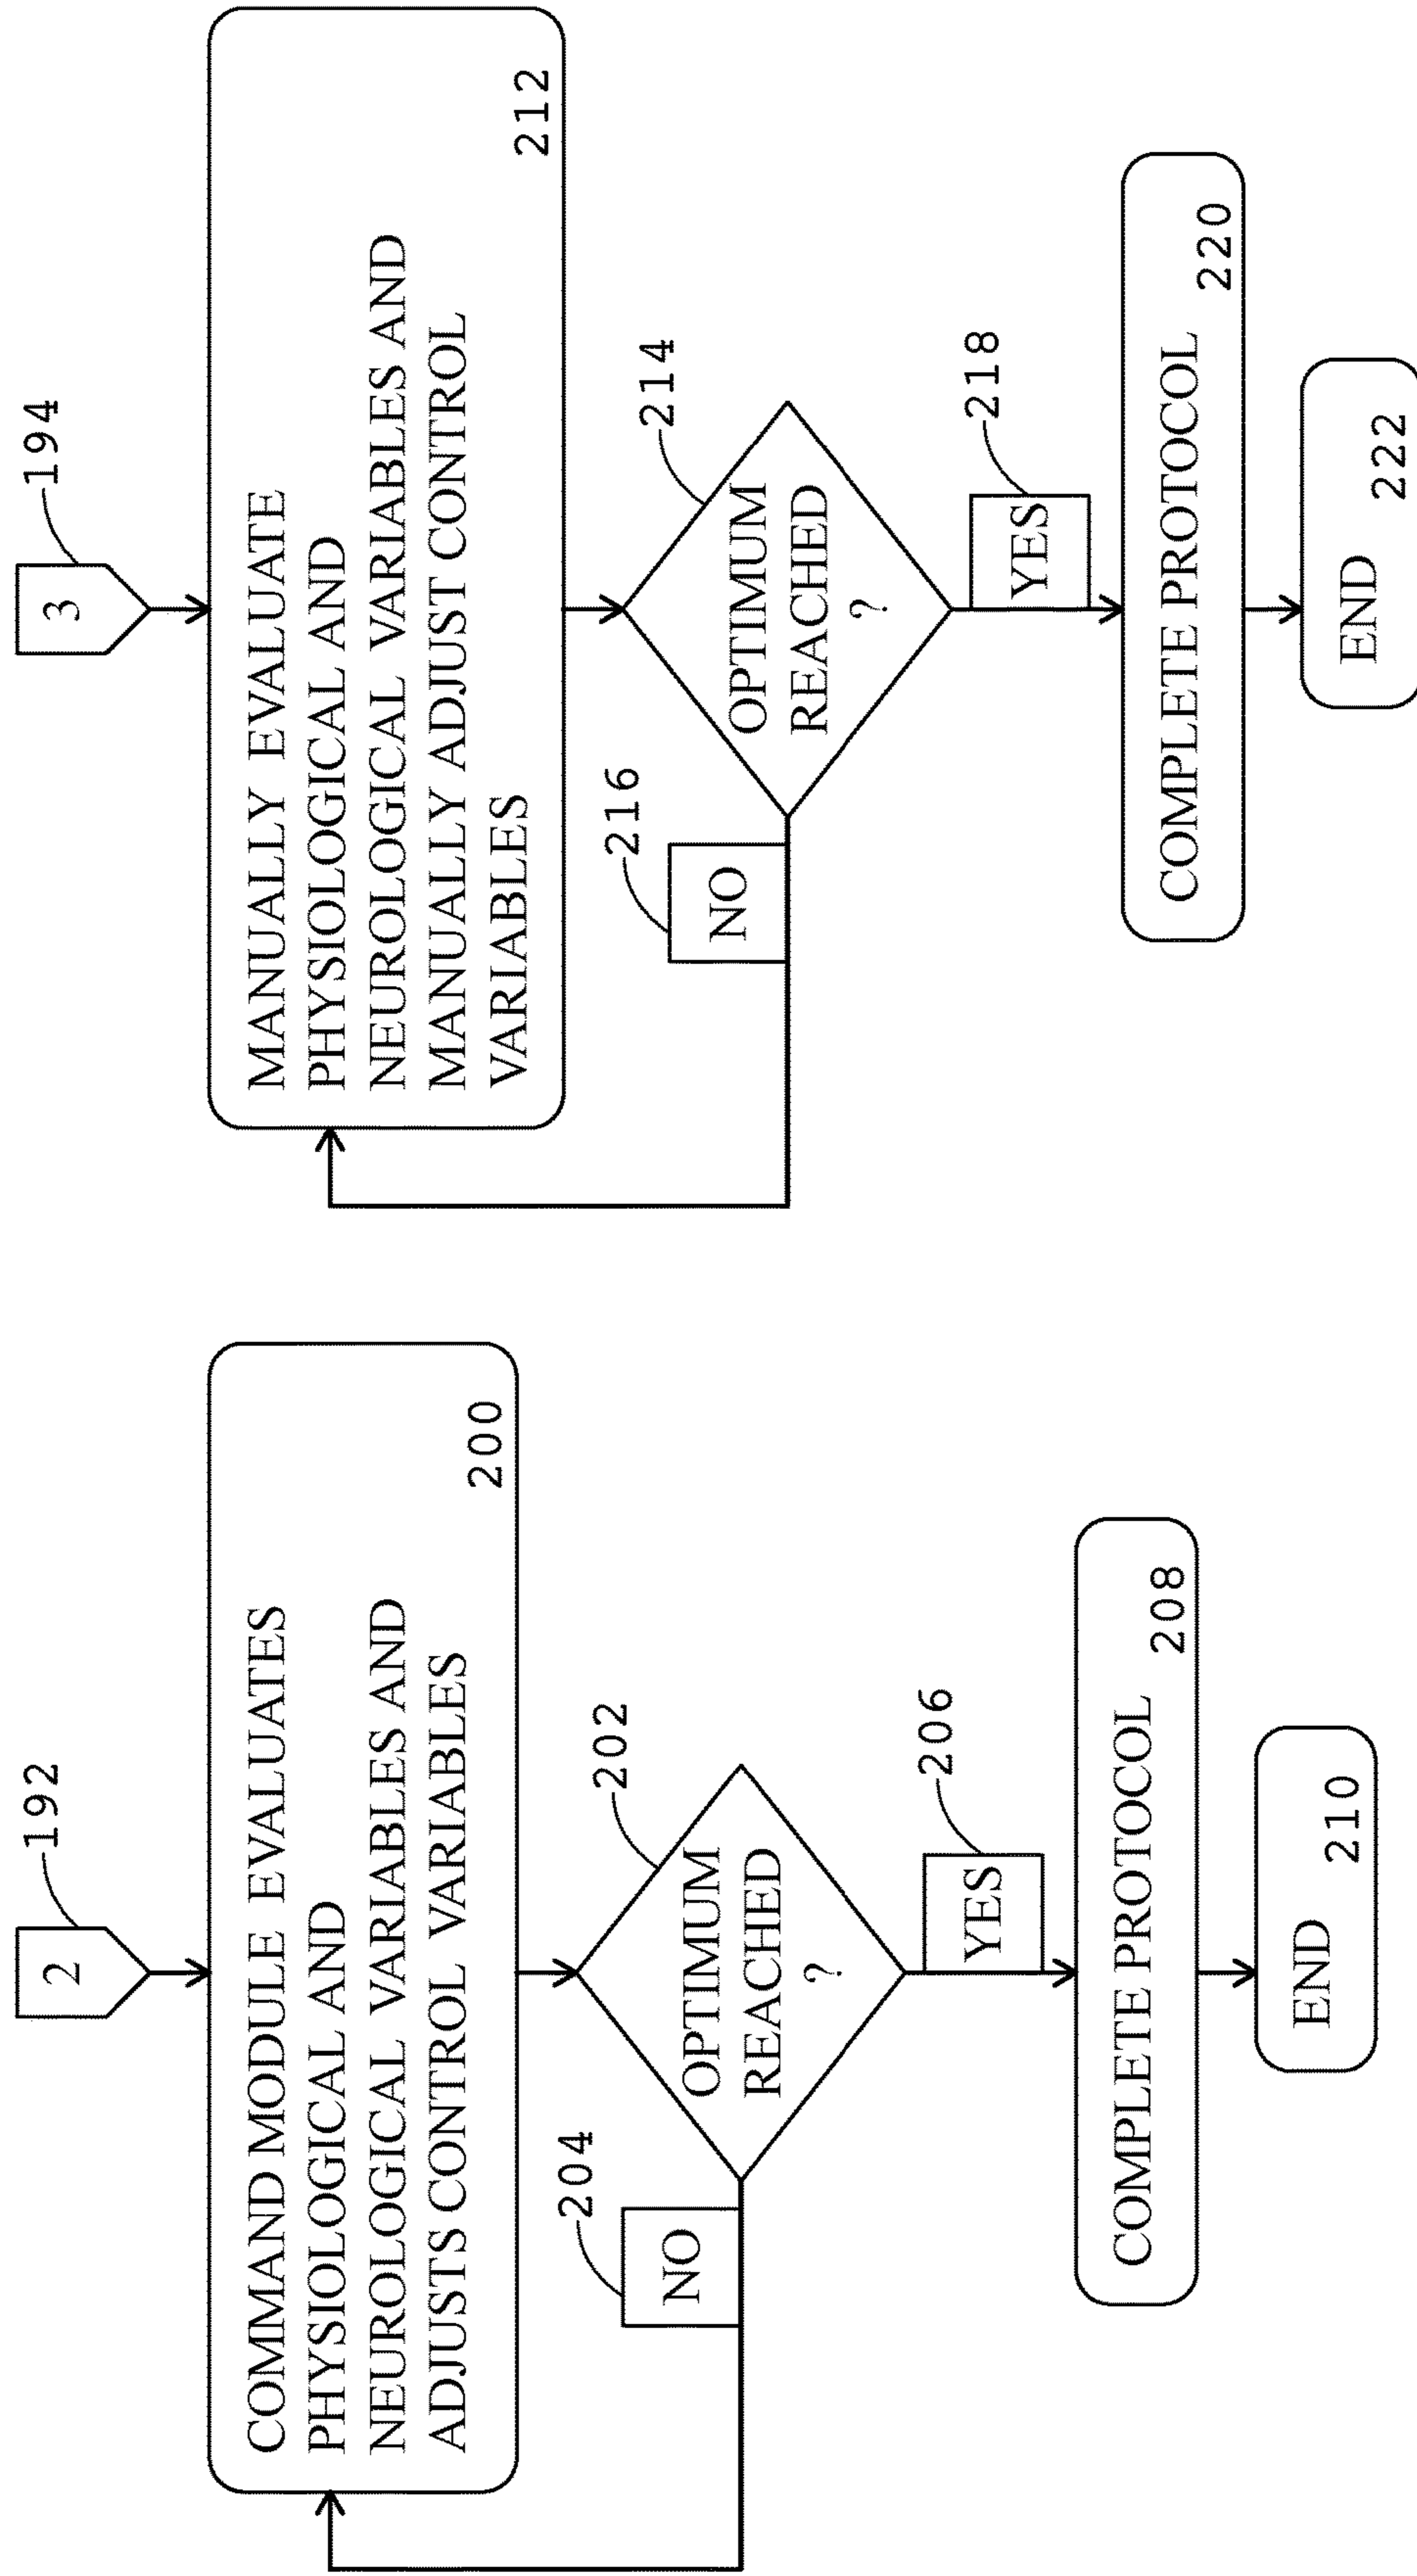 2
192
COMMAND MODULE EVALUATES
PHYSIOLOGICAL AND
NEUROLOGICAL VARIABLES AND
ADJUSTS CONTROL VARIABLES
200
OPTIMUM
REACHED
?
202
NO
204
YES
206
COMPLETE PROTOCOL
208
END
210
3
194
MANUALLY EVALUATE
PHYSIOLOGICAL AND
NEUROLOGICAL VARIABLES AND
MANUALLY ADJUST CONTROL
VARIABLES
212
OPTIMUM
REACHED
?
214
NO
216
YES
218
COMPLETE PROTOCOL
220
END
222